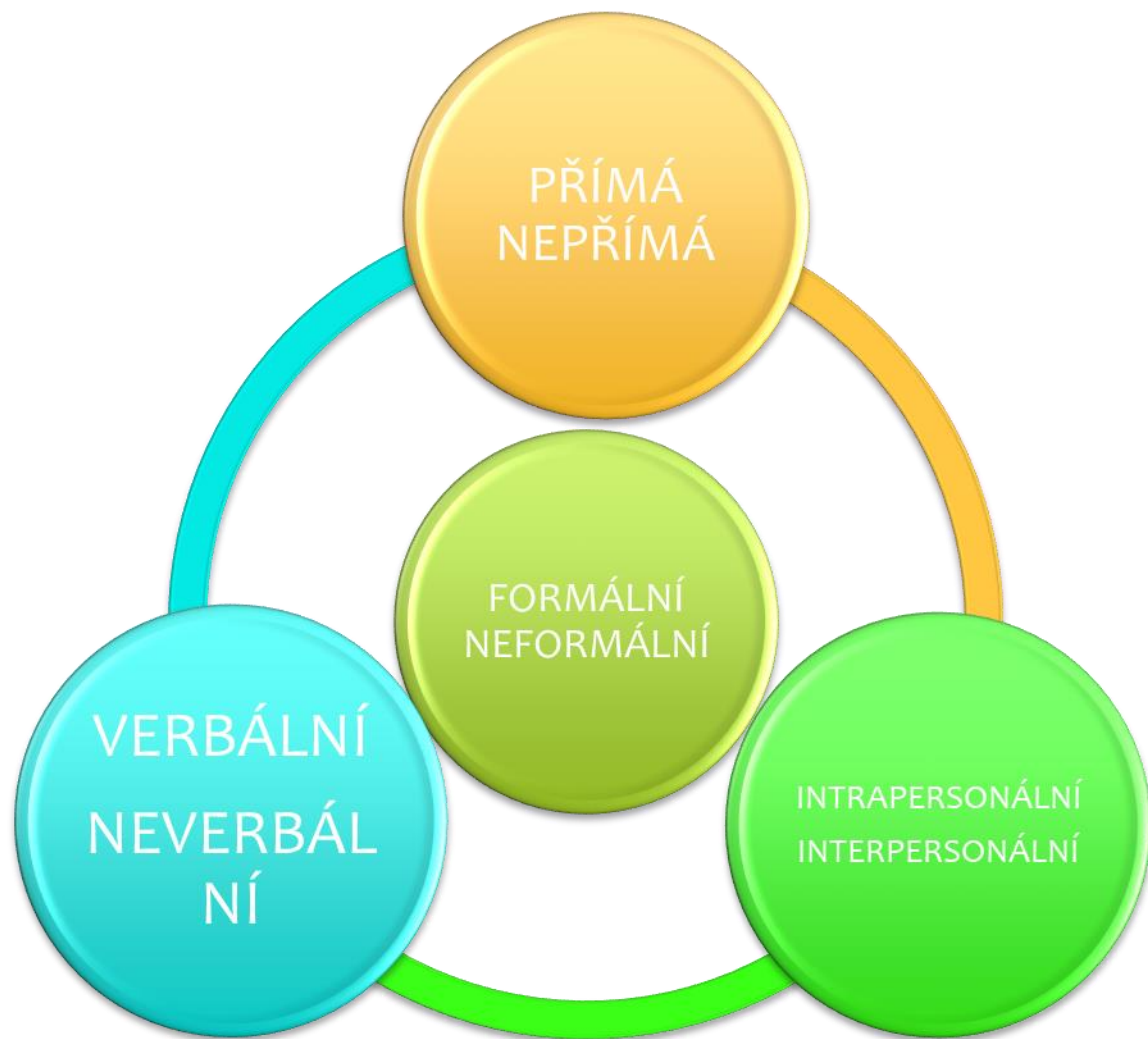 PŘÍMÁ
NEPŘÍMÁ
FORMÁLNÍ
NEFORMÁLNÍ
VERBÁLNÍ
NEVERBÁL
NÍ
INTRAPERSONÁLNÍ
INTERPERSONÁLNÍ